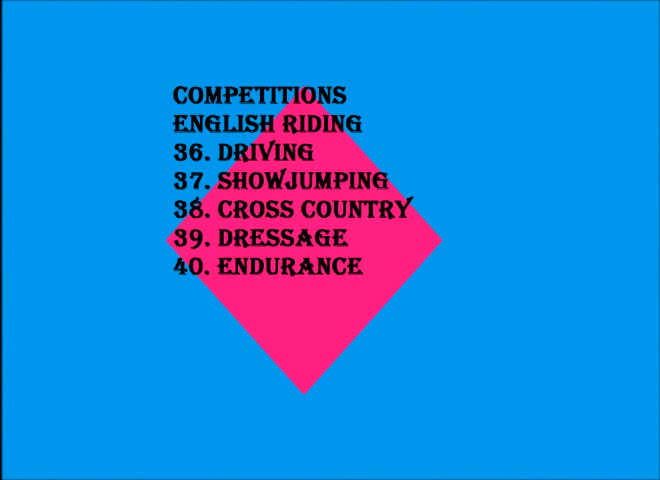 COMPETITIONS
ENGLISH RIDING
36. DRIVING
37. SHOWJUMPING
38. CROSS COUNTRY
39. DRESSAGE
40. ENDURANCE